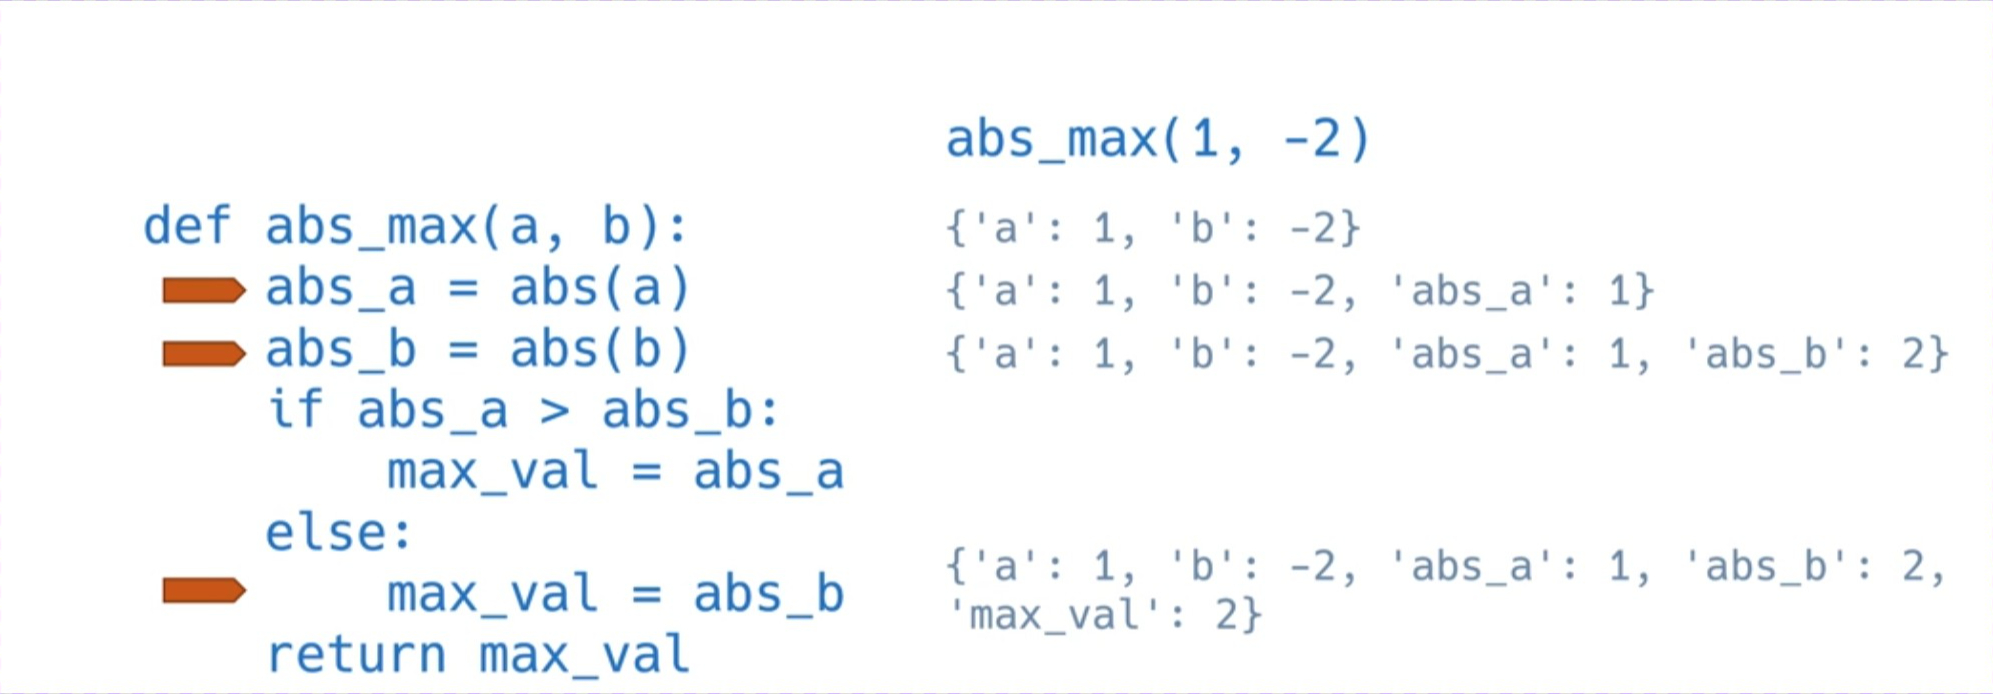 abs_max(1, -2)
def abs_max(a, b):
abs_a = abs(a)
abs_b = abs(b)
if abs_a > abs_b:
max_val = abs_a
else:
max_val = abs_b
return max_val
{'a': 1, 'b': -2}
{'a': 1, 'b': -2, 'abs_a': 1}
{'a': 1, 'b': -2, 'abs_a': 1, 'abs_b': 2}
{'a': 1, 'b': -2, 'abs_a': 1, 'abs_b': 2,
'max_val': 2}